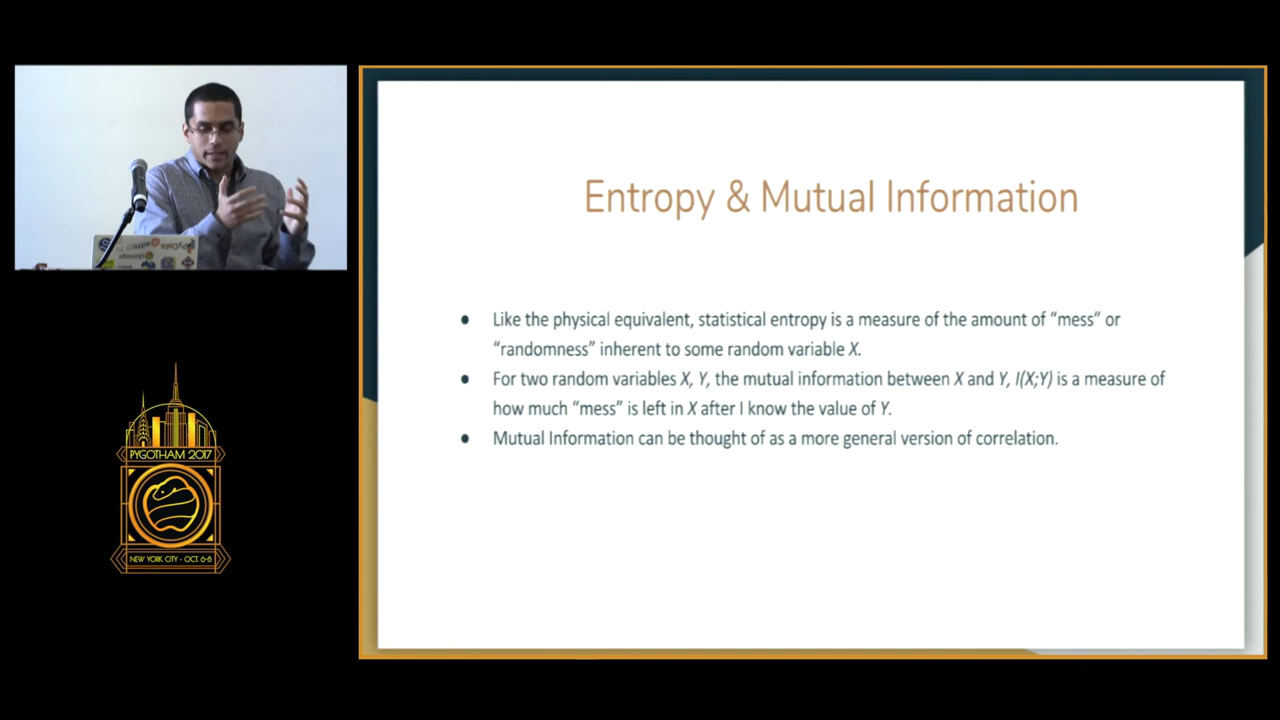 Entropy & Mutual Information
● Like the physical equivalent, statistical entropy is a measure of the amount of “mess” or
“randomness” inherent to some random variable X.
● For two random variables X, Y, the mutual information between X and Y, I(X;Y) is a measure of
how much “mess” is left in X after I know the value of Y.
● Mutual Information can be thought of as a more general version of correlation.
PyData
PYGOTHAM 2017
NEW YORK CITY - OCT. 6-8